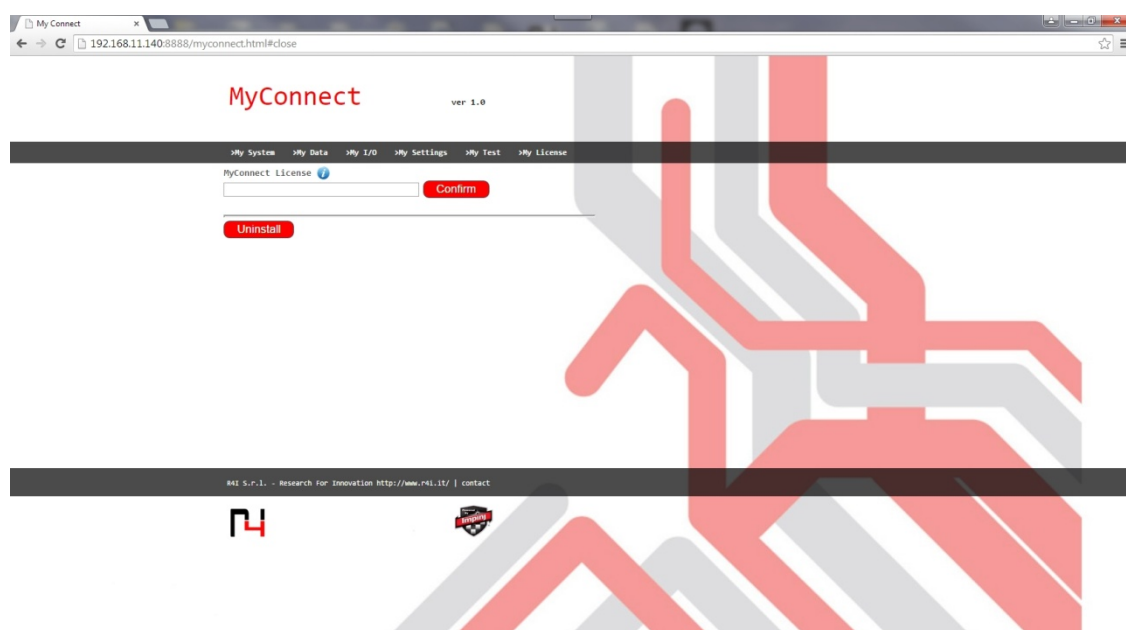 My Connect
192.168.11.140:8888/myconnect.html#close
MyConnect ver 1.0
>My System >My Data >My I/O >My Settings >My Test >My License
MyConnect License
Confirm
Uninstall
R4I S.r.l. - Research For Innovation http://www.r4i.it/ | contact
Impinj